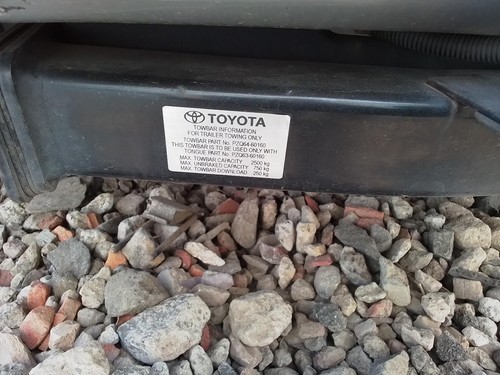 TOYOTA
TOWBAR INFORMATION
FOR TRAILER TOWING ONLY
TOWBAR PART No. PZQ64-60160
THIS TOWBAR IS TO BE USED ONLY WITH
TONGUE PART No. PZQ63-60160
MAX. TOWBAR CAPACITY 2500 kg
MAX. UNBRAKED CAPACITY 750 kg
MAX. TOWBAR DOWNLOAD 250 kg